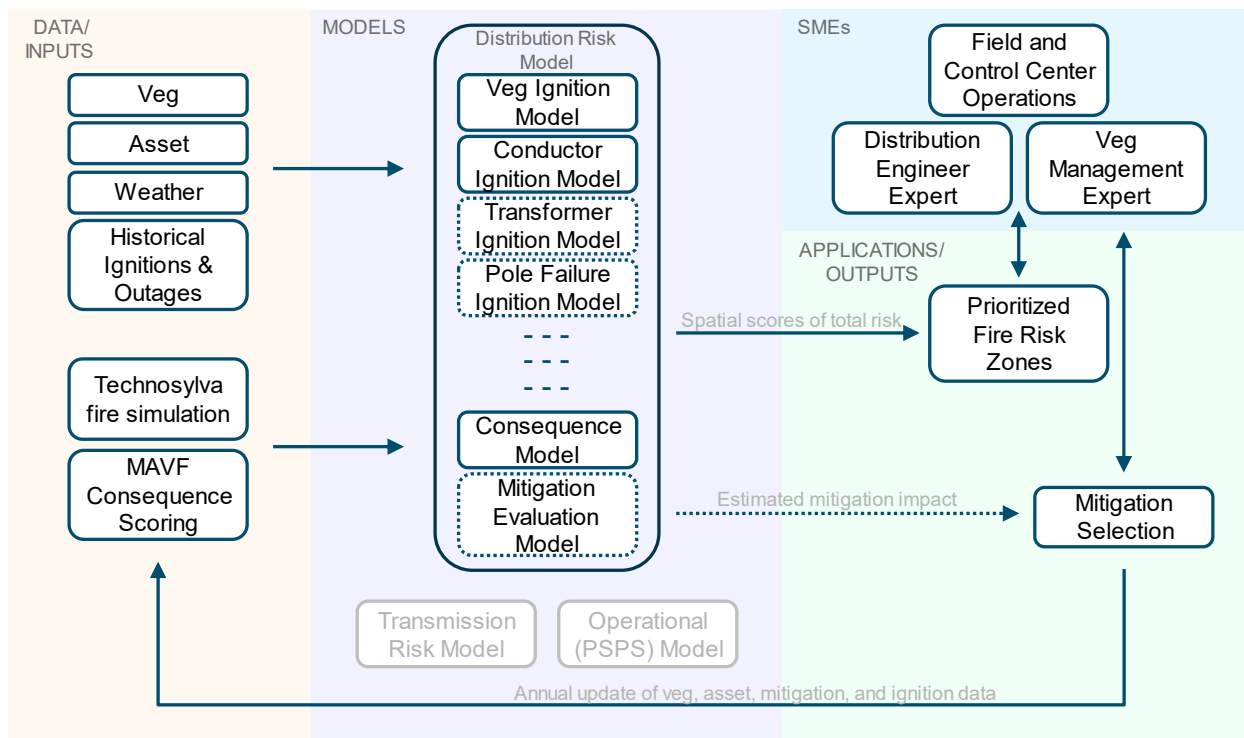 DATA/
INPUTS
Veg
Asset
Weather
Historical
Ignitions &
Outages
Technosylva
fire simulation
MAVF
Consequence
Scoring
MODELS
Distribution Risk
Model
Veg Ignition
Model
Conductor
Ignition Model
Transformer
Ignition Model
Pole Failure
Ignition Model
Consequence
Model
Mitigation
Evaluation
Model
Transmission
Risk Model
Operational
(PSPS) Model
SMEs
Field and
Control Center
Operations
Distribution
Engineer
Expert
Veg
Management
Expert
APPLICATIONS/
OUTPUTS
Spatial scores of total risk
Prioritized
Fire Risk
Zones
Estimated mitigation impact
Mitigation
Selection
Annual update of veg, asset, mitigation, and ignition data